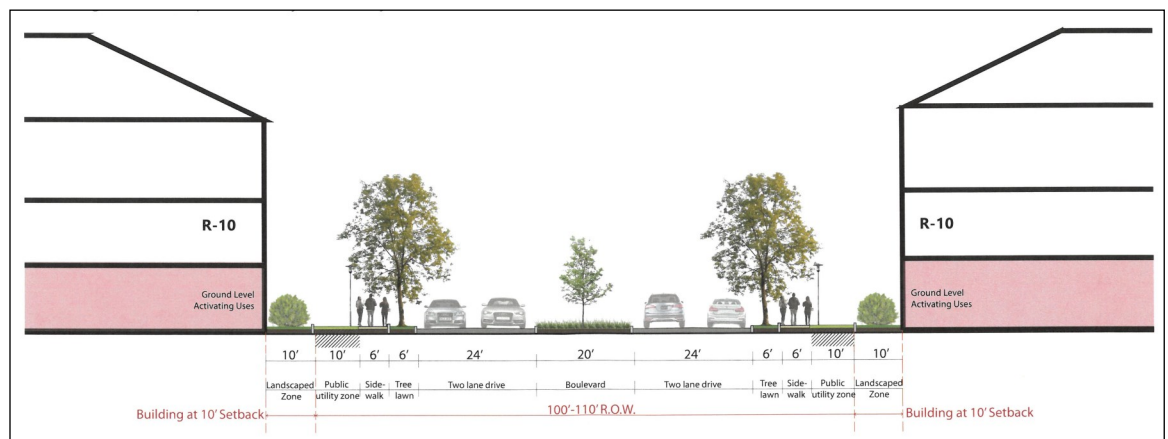 R-10
R-10
Ground Level
Activating Uses
Ground Level
Activating Uses
10' 10' 6' 6' 24' 20' 24' 6' 6' 10' 10'
Landscaped Zone
Public utility zone
Side-walk
Tree lawn
Two lane drive
Boulevard
Two lane drive
Tree lawn
Side-walk
Public utility zone
Landscaped Zone
Building at 10' Setback
100'-110' R.O.W.
Building at 10' Setback